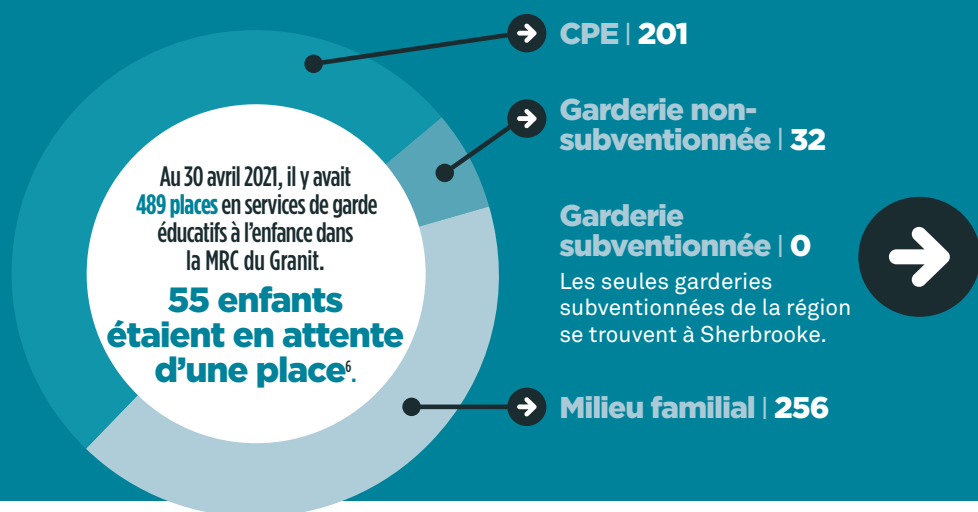 CPE | 201
Garderie non-
subventionnée | 32
Garderie
subventionnée | 0
Les seules garderies
subventionnées de la région
se trouvent à Sherbrooke.
Milieu familial | 256
Au 30 avril 2021, il y avait
489 places en services de garde
éducatifs à l'enfance dans
la MRC du Granit.
55 enfants
étaient en attente
d'une place⁶.